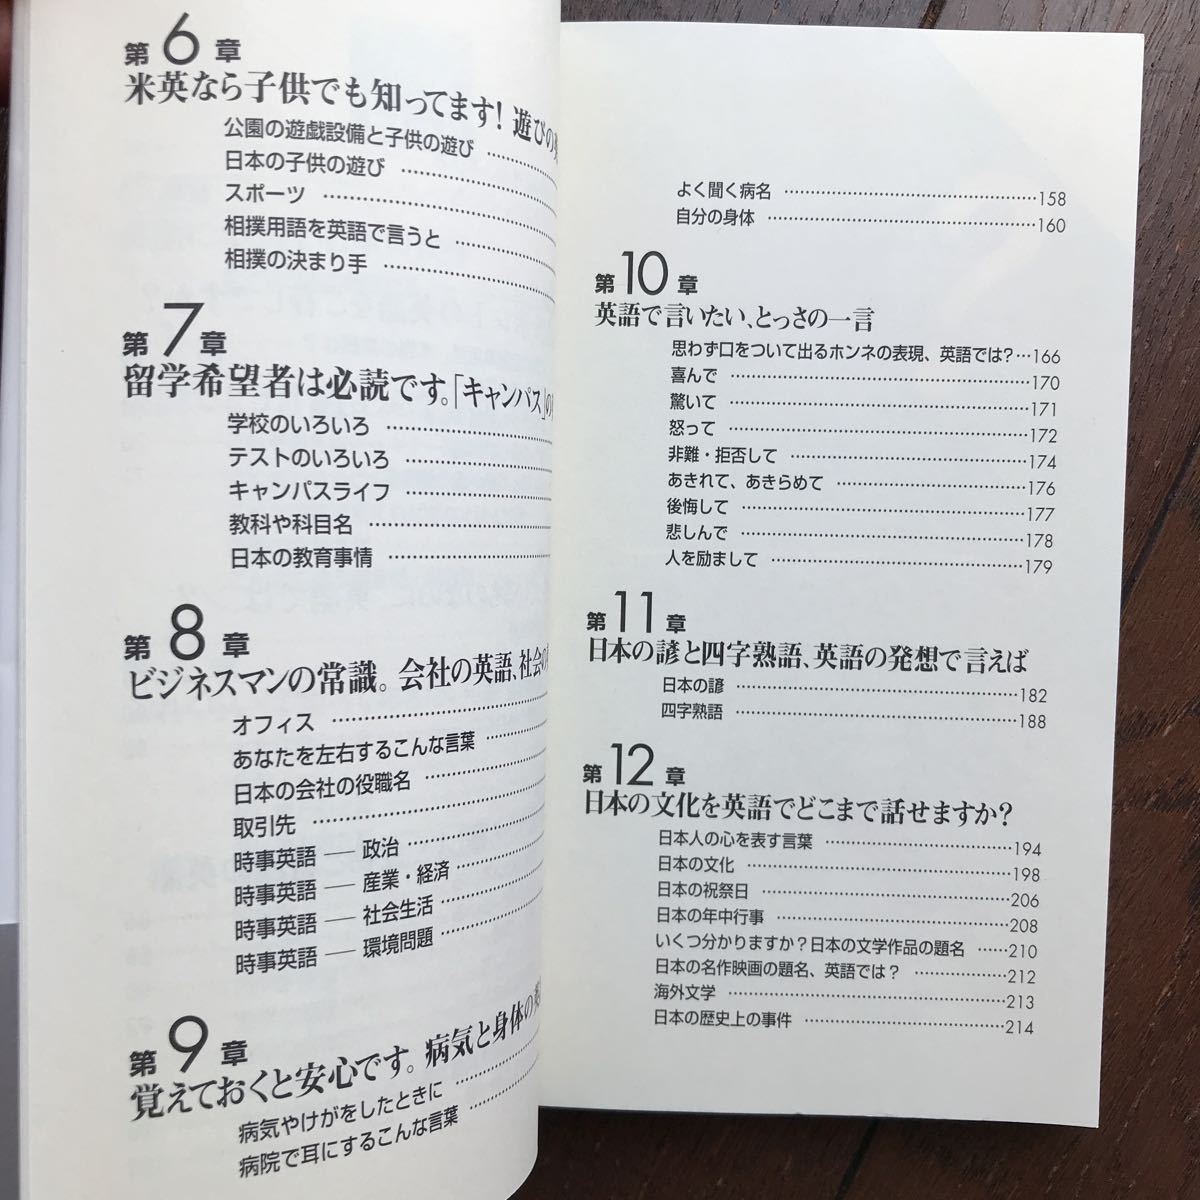 第6章
米英なら子供でも知ってます! 遊びの
公園の遊戯設備と子供の遊び
日本の子供の遊び
スポーツ
相撲用語を英語で言うと
相撲の決まり手
第7章
留学希望者は必読です。「キャンパス」の
学校のいろいろ
テストのいろいろ
キャンパスライフ
教科や科目名
日本の教育事情
第8章
ビジネスマンの常識。会社の英語、社会の
オフィス
あなたを左右するこんな言葉
日本の会社の役職名
取引先
時事英語 ── 政治
時事英語 ── 産業・経済
時事英語 ── 社会生活
時事英語 ── 環境問題
第9章
覚えておくと安心です。病気と身体の
病気やけがをしたときに
病院で耳にするこんな言葉
よく聞く病名 …… 158
自分の身体 …… 160
第10章
英語で言いたい、とっさの一言
思わず口をついて出るホンネの表現、英語では? … 166
喜んで …… 170
驚いて …… 171
怒って …… 172
非難・拒否して …… 174
あきれて、あきらめて …… 176
後悔して …… 177
悲しんで …… 178
人を励まして …… 179
第11章
日本の諺と四字熟語、英語の発想で言えば
日本の諺 …… 182
四字熟語 …… 188
第12章
日本の文化を英語でどこまで話せますか?
日本人の心を表す言葉 …… 194
日本の文化 …… 198
日本の祝祭日 …… 206
日本の年中行事 …… 208
いくつ分かりますか?日本の文学作品の題名 …… 210
日本の名作映画の題名、英語では? …… 212
海外文学 …… 213
日本の歴史上の事件 …… 214